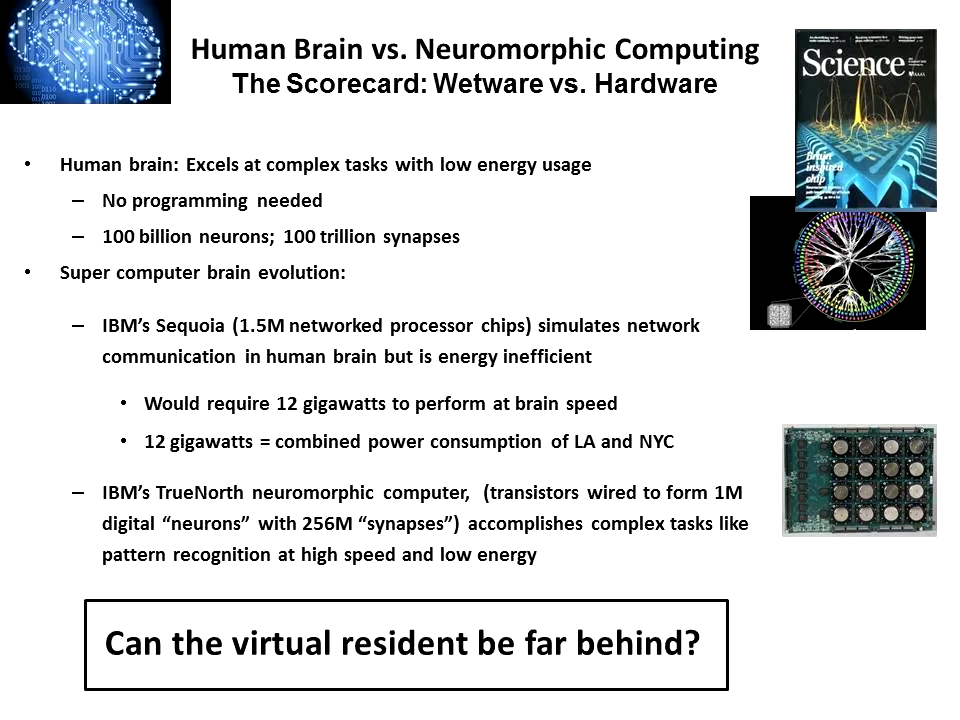 Human Brain vs. Neuromorphic Computing
The Scorecard: Wetware vs. Hardware
Science
AAAS
Brain
inspired
chip
• Human brain: Excels at complex tasks with low energy usage
– No programming needed
– 100 billion neurons; 100 trillion synapses
• Super computer brain evolution:
– IBM’s Sequoia (1.5M networked processor chips) simulates network
communication in human brain but is energy inefficient
• Would require 12 gigawatts to perform at brain speed
• 12 gigawatts = combined power consumption of LA and NYC
– IBM’s TrueNorth neuromorphic computer, (transistors wired to form 1M
digital “neurons” with 256M “synapses”) accomplishes complex tasks like
pattern recognition at high speed and low energy
Can the virtual resident be far behind?